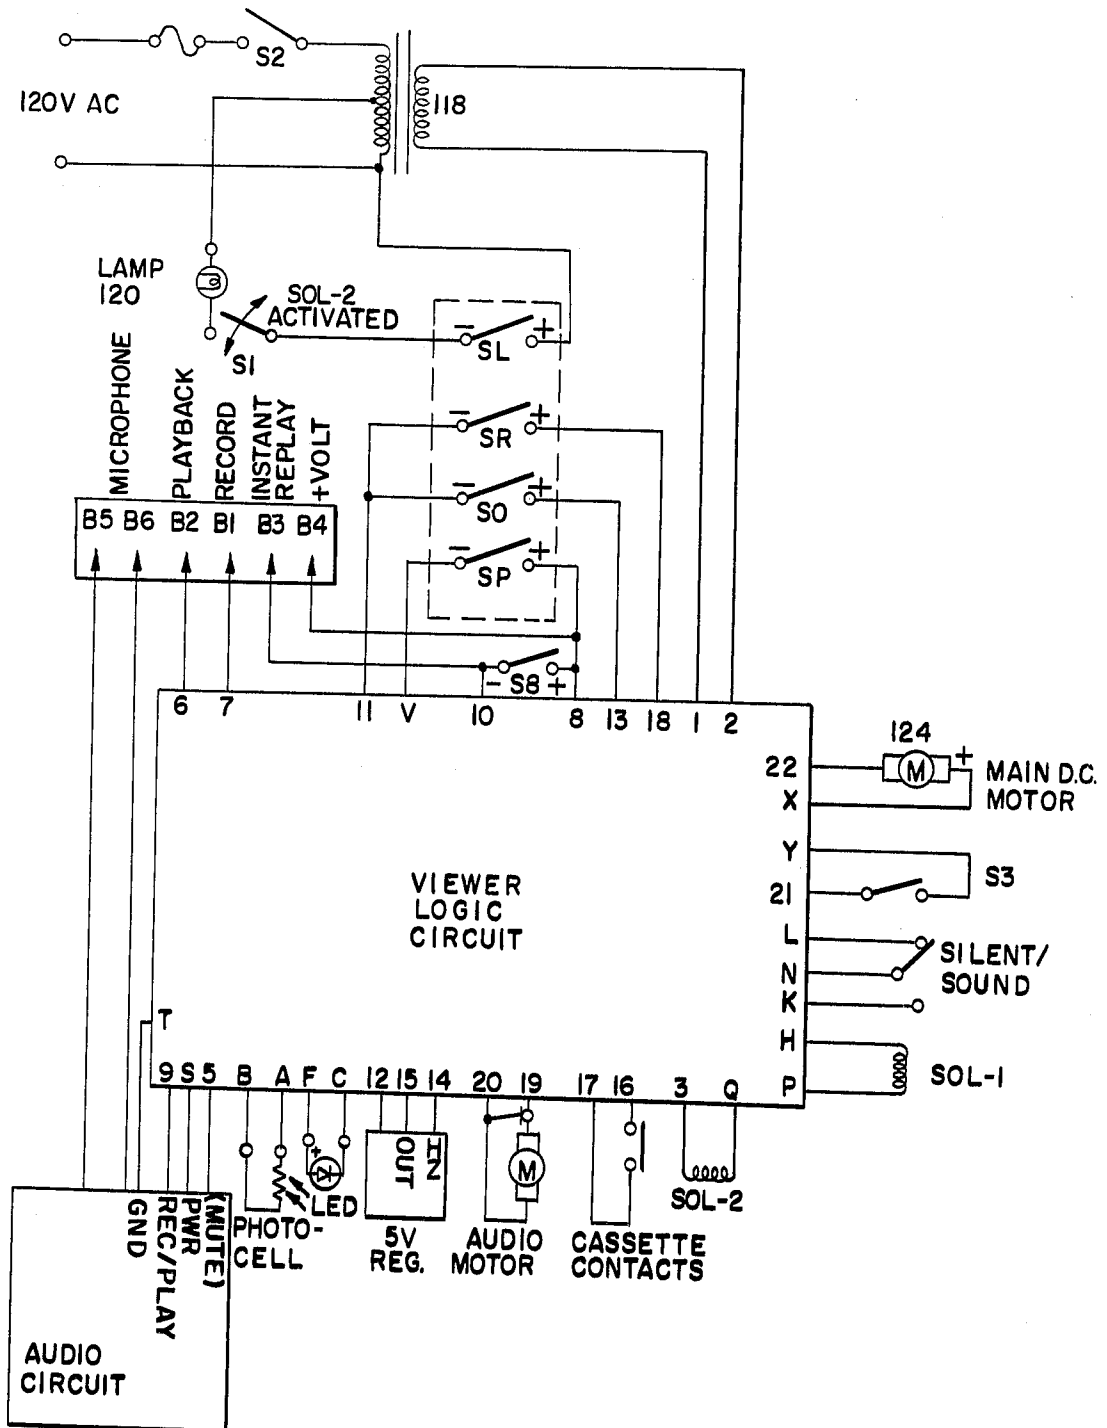 S2
120V AC
118
LAMP
120
SOL-2
ACTIVATED
S1
- SL +
- SR +
- SO +
- SP +
MICROPHONE
PLAYBACK
RECORD
INSTANT
REPLAY
+VOLT
B5 B6 B2 B1 B3 B4
- S8 +
6 7 11 V 10 8 13 18 1 2
124
22
M
+
MAIN D.C.
MOTOR
X
Y
S3
21
L
SILENT/
SOUND
N
K
H
SOL-1
P
VIEWER
LOGIC
CIRCUIT
T
9 S 5 B A F C 12 15 14 20 19 17 16 3 Q
+
LED
PHOTO-
CELL
OUT
IN
5V
REG.
M
AUDIO
MOTOR
CASSETTE
CONTACTS
SOL-2
GND
REC/PLAY
PWR
(MUTE)
AUDIO
CIRCUIT